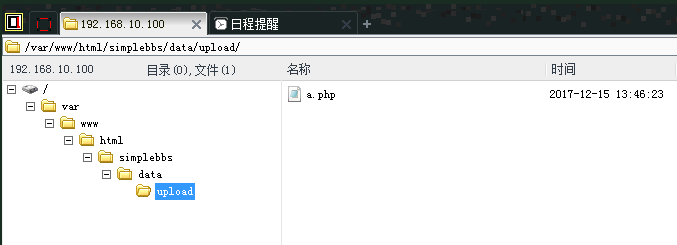 192.168.10.100 日程提醒
/var/www/html/simplebbs/data/upload/
192.168.10.100 目录(0),文件(1) 名称 时间
/
var
www
html
simplebbs
data
upload
a.php 2017-12-15 13:46:23